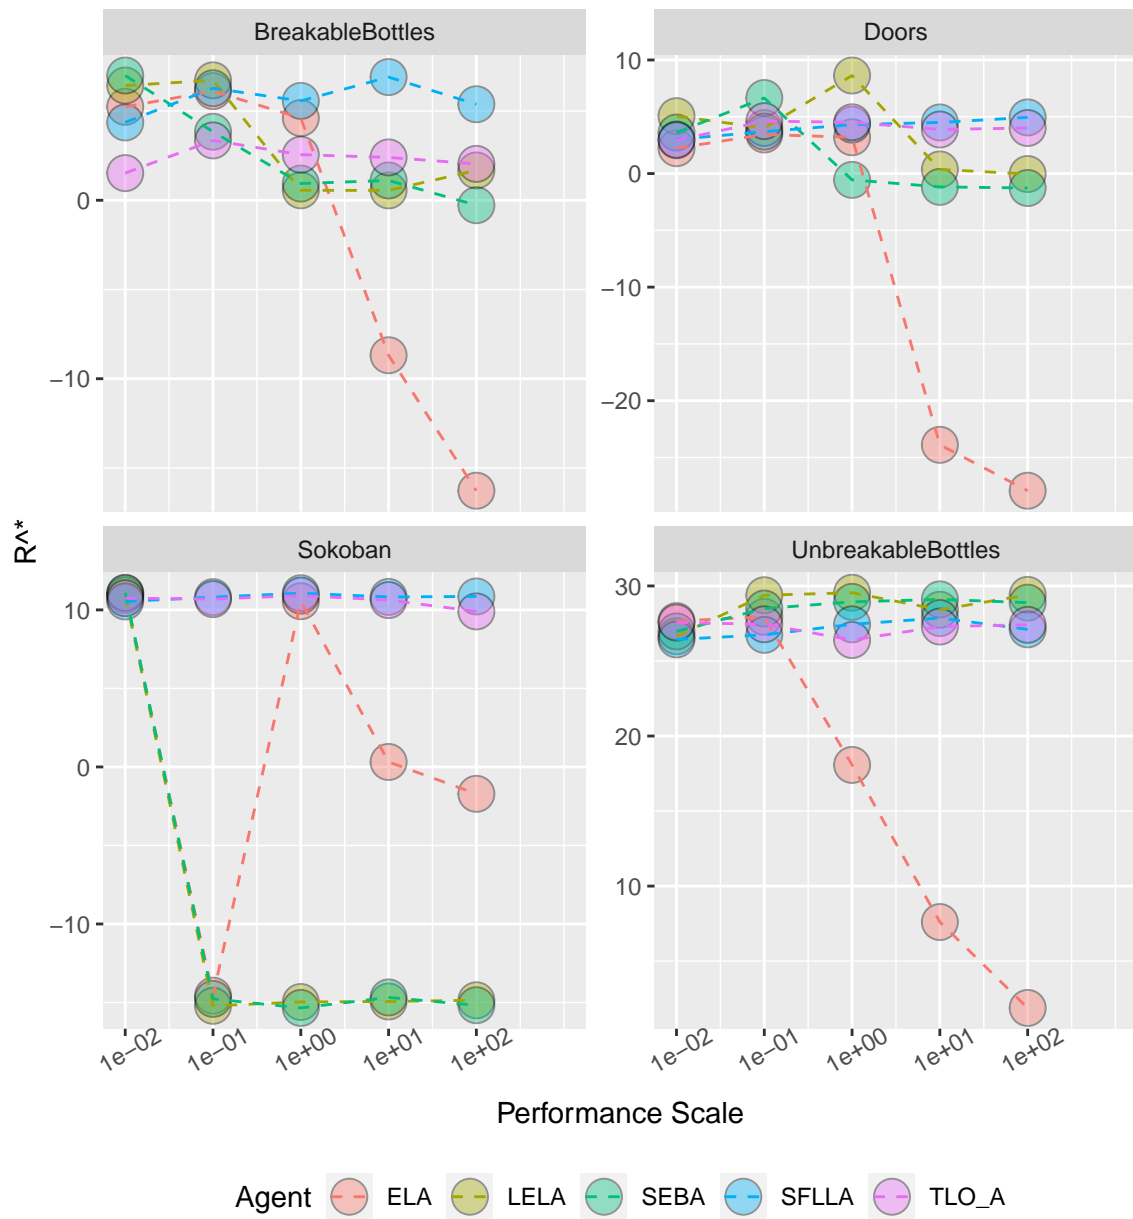 BreakableBottles
Doors
0
−10
10
0
−10
−20
R^*
Sokoban
UnbreakableBottles
10
0
−10
30
20
10
1e−02
1e−01
1e+00
1e+01
1e+02
1e−02
1e−01
1e+00
1e+01
1e+02
Performance Scale
Agent ELA LELA SEBA SFLLA TLO_A